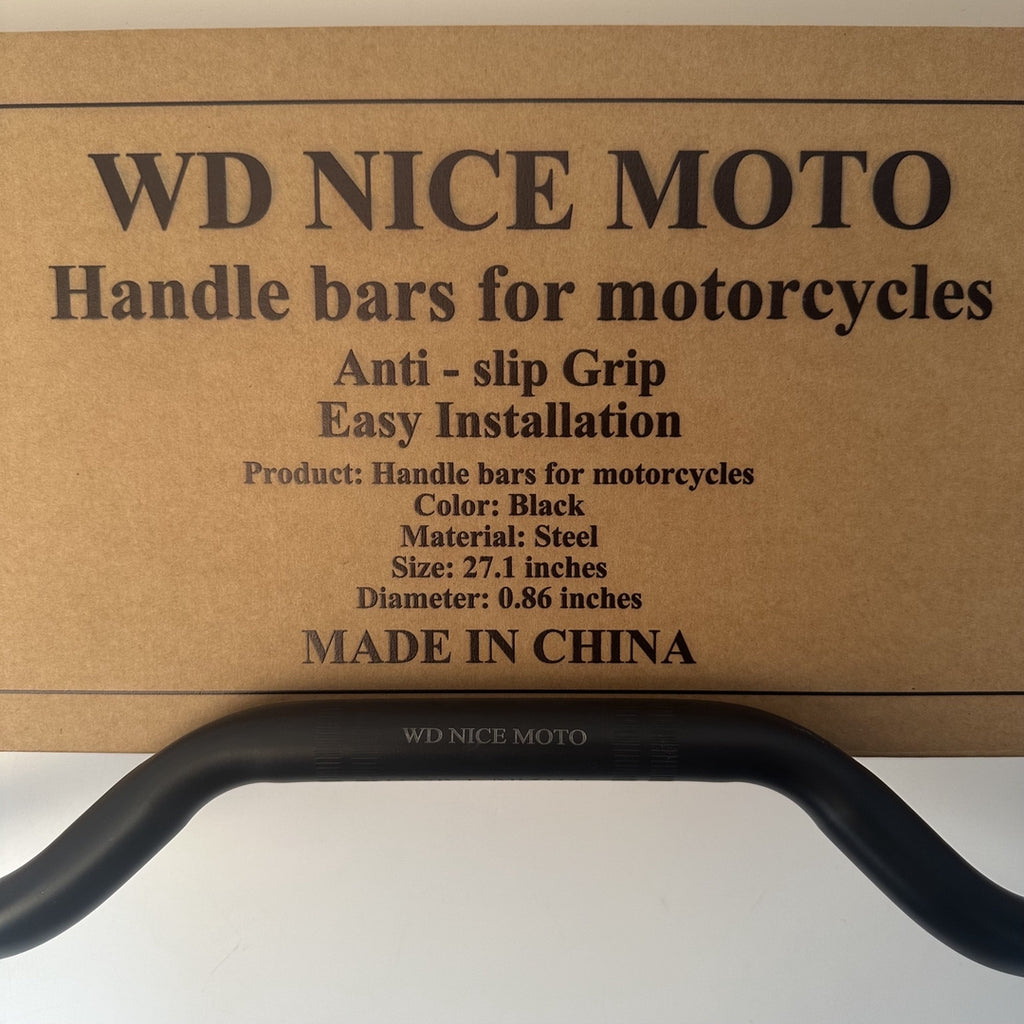 WD NICE MOTO
Handle bars for motorcycles
Anti - slip Grip
Easy Installation
Product: Handle bars for motorcycles
Color: Black
Material: Steel
Size: 27.1 inches
Diameter: 0.86 inches
MADE IN CHINA
WD NICE MOTO